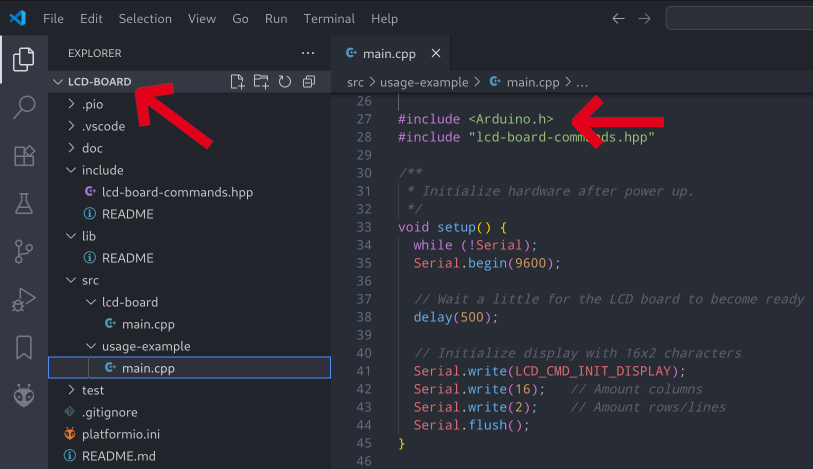 File Edit Selection View Go Run Terminal Help
EXPLORER
LCD-BOARD
.pio
.vscode
doc
include
lcd-board-commands.hpp
README
lib
README
src
lcd-board
main.cpp
usage-example
main.cpp
test
.gitignore
platformio.ini
README.md
main.cpp
src > usage-example > main.cpp > ...
26
27 #include <Arduino.h>
28 #include "lcd-board-commands.hpp"
29
30 /**
31 * Initialize hardware after power up.
32 */
33 void setup() {
34 while (!Serial);
35 Serial.begin(9600);
36
37 // Wait a little for the LCD board to become ready
38 delay(500);
39
40 // Initialize display with 16x2 characters
41 Serial.write(LCD_CMD_INIT_DISPLAY);
42 Serial.write(16); // Amount columns
43 Serial.write(2); // Amount rows/lines
44 Serial.flush();
45 }
46